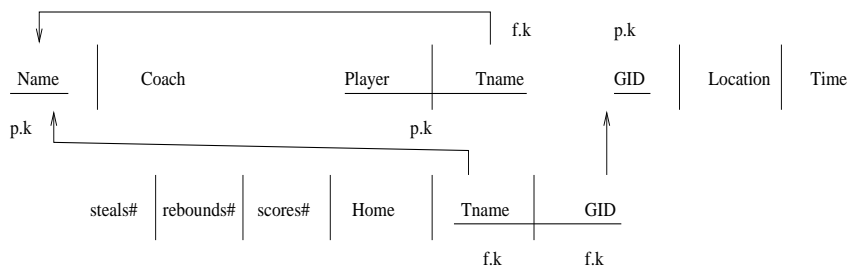 f.k p.k
Name Coach Player Tname GID Location Time
p.k p.k
steals# rebounds# scores# Home Tname GID
f.k f.k